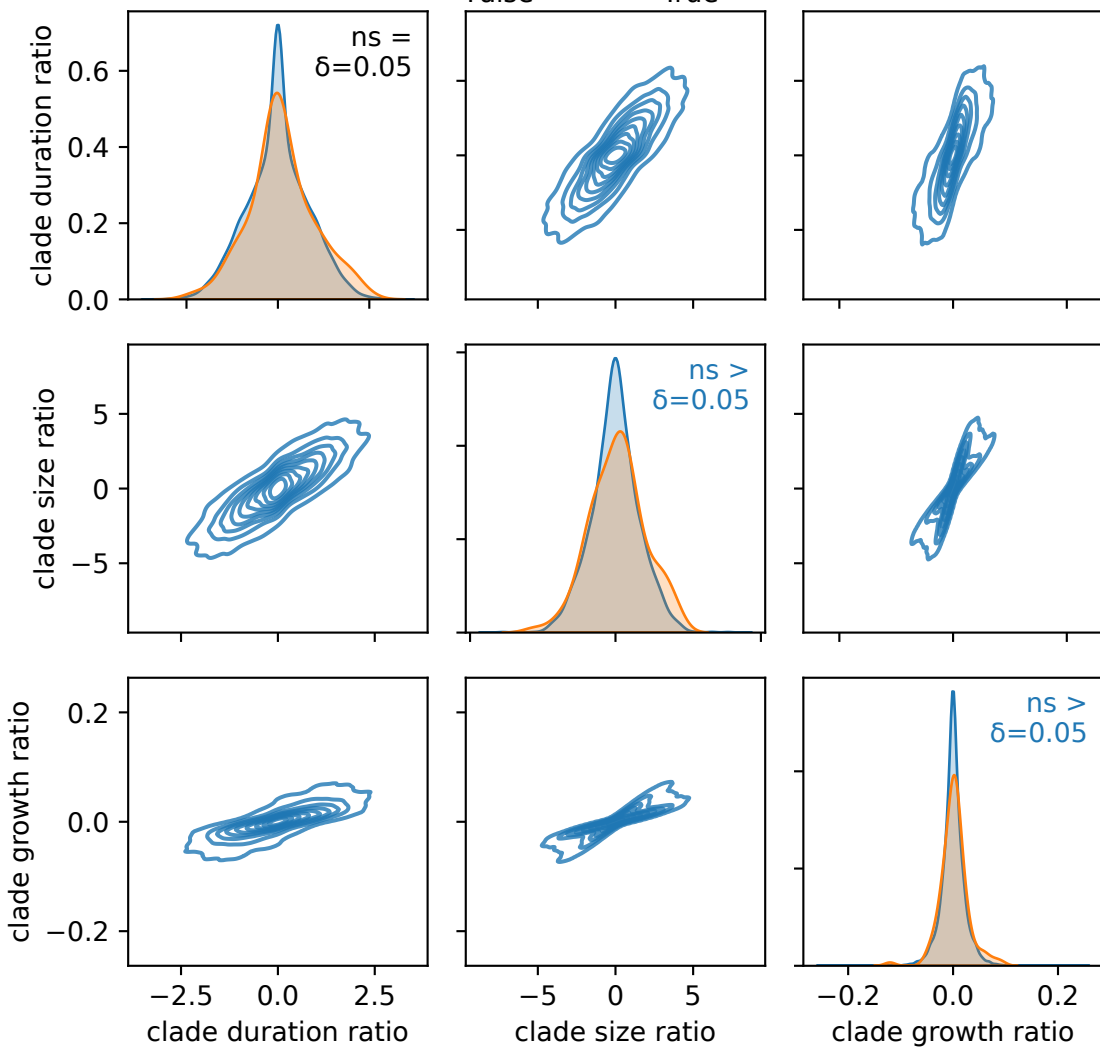 clade duration ratio
0.6
0.4
0.2
0.0
ns =
δ=0.05
clade size ratio
5
0
−5
ns >
δ=0.05
clade growth ratio
0.2
0.0
−0.2
ns >
δ=0.05
−2.5 0.0 2.5
−5 0 5
−0.2 0.0 0.2
clade duration ratio
clade size ratio
clade growth ratio